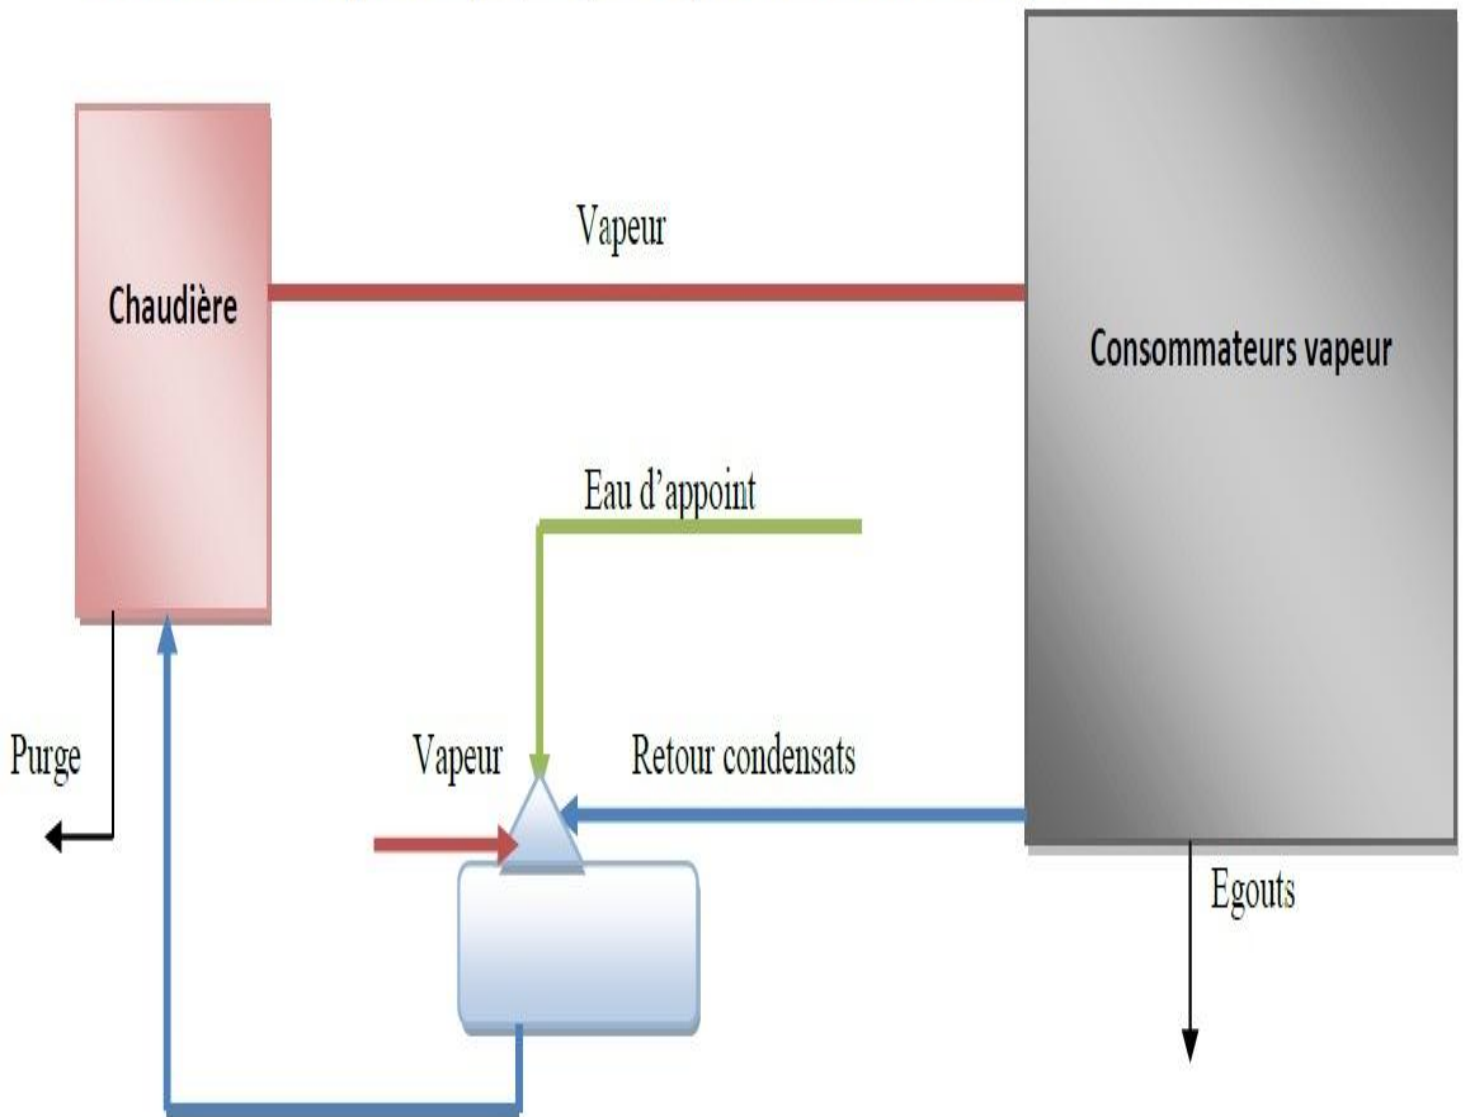 Vapeur
Chaudière
Consommateurs vapeur
Eau d'appoint
Purge
Vapeur
Retour condensats
Egouts